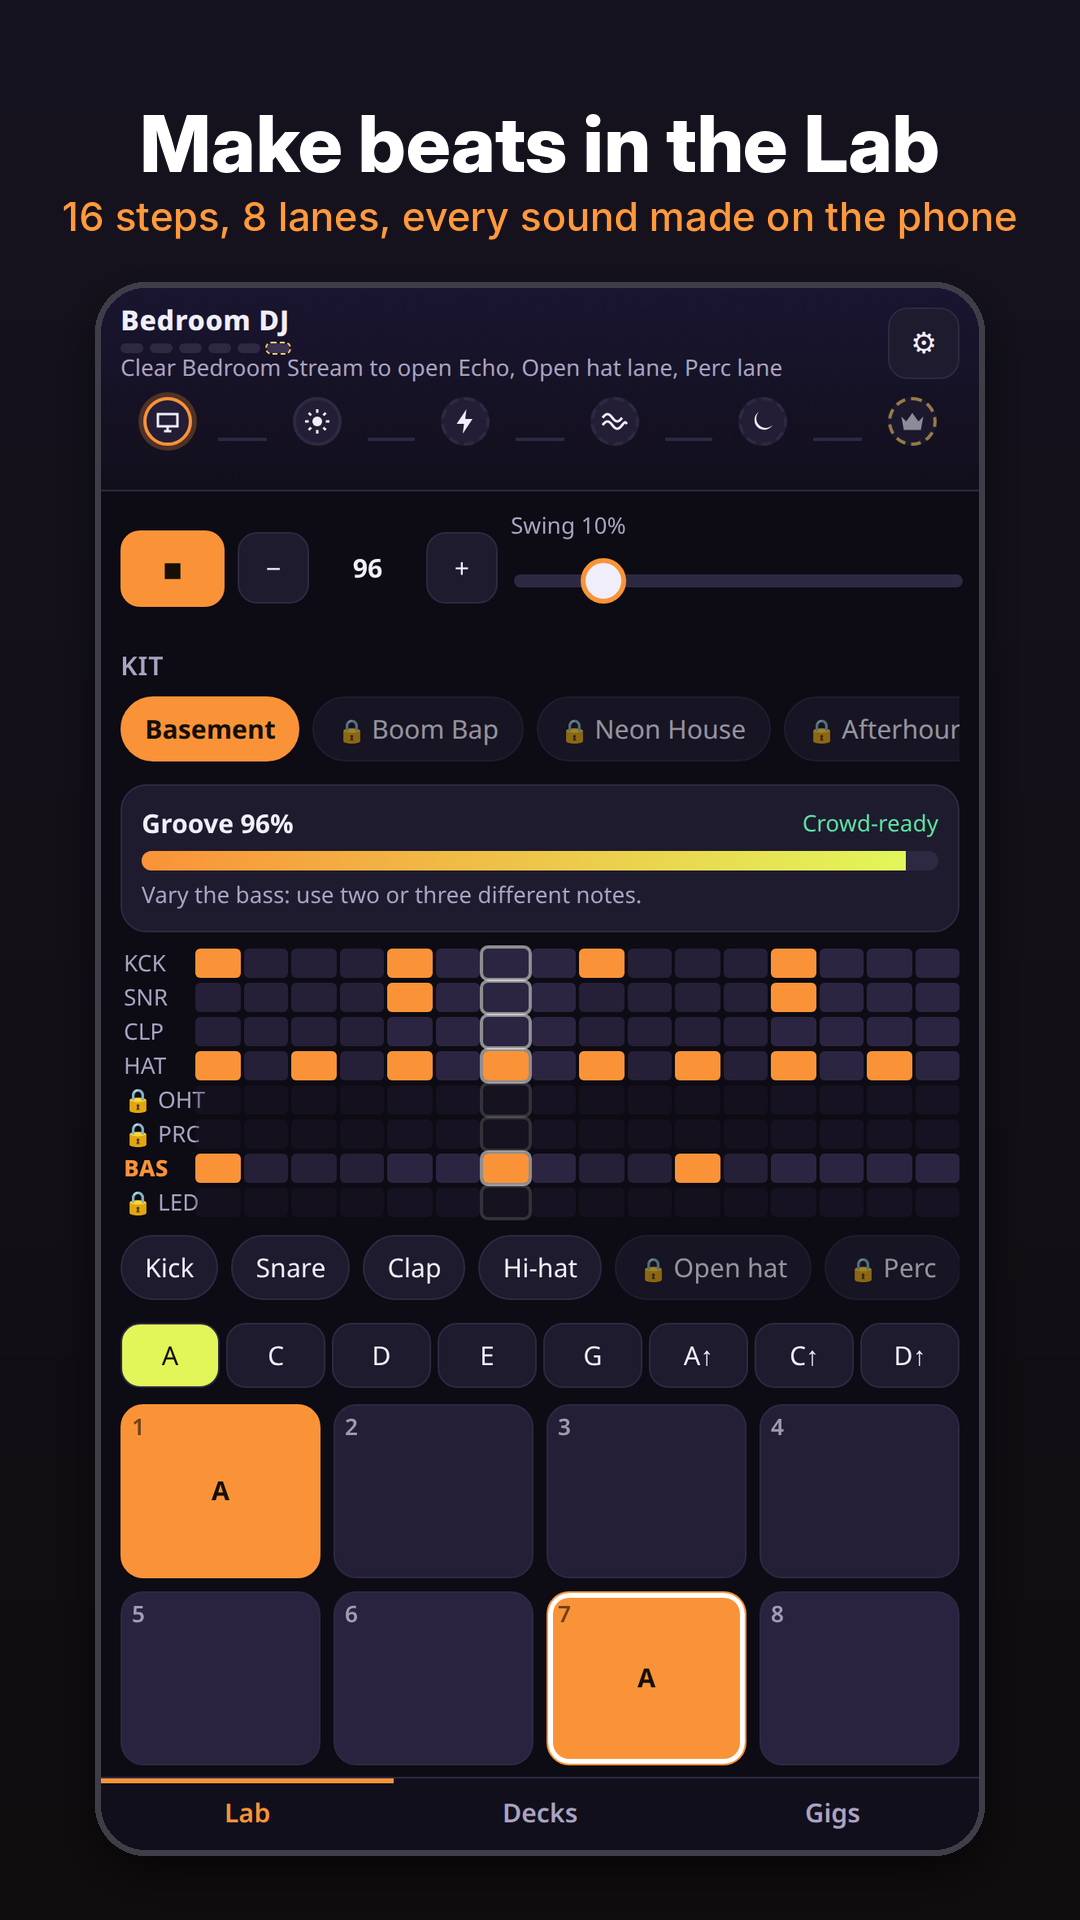 Make beats in the Lab
16 steps, 8 lanes, every sound made on the phone
Bedroom DJ
Clear Bedroom Stream to open Echo, Open hat lane, Perc lane
Swing 10%
− 96 +
KIT
Basement 🔒 Boom Bap 🔒 Neon House 🔒 Afterhour
Groove 96% Crowd-ready
Vary the bass: use two or three different notes.
KCK
SNR
CLP
HAT
🔒 OHT
🔒 PRC
BAS
🔒 LED
Kick Snare Clap Hi-hat 🔒 Open hat 🔒 Perc
A C D E G A↑ C↑ D↑
1 2 3 4
A
5 6 7 8
A
Lab Decks Gigs